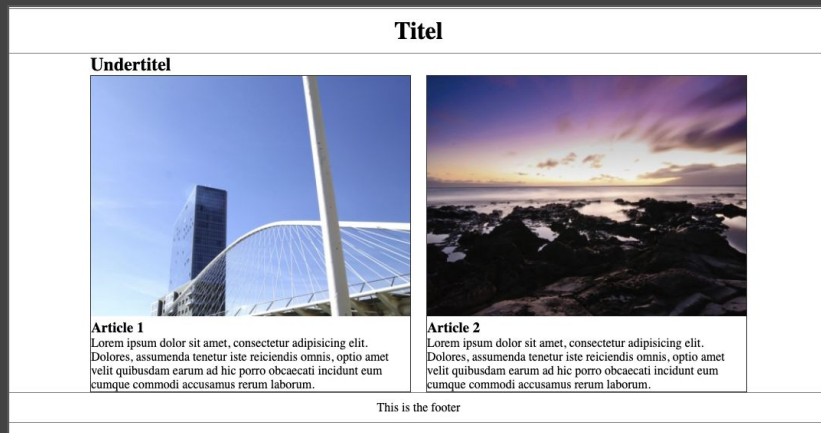 Titel
Undertitel
Article 1
Lorem ipsum dolor sit amet, consectetur adipisicing elit.
Dolores, assumenda tenetur iste reiciendis omnis, optio amet
velit quibusdam earum ad hic porro obcaecati incidunt eum
cumque commodi accusamus rerum laborum.
Article 2
Lorem ipsum dolor sit amet, consectetur adipisicing elit.
Dolores, assumenda tenetur iste reiciendis omnis, optio amet
velit quibusdam earum ad hic porro obcaecati incidunt eum
cumque commodi accusamus rerum laborum.
This is the footer